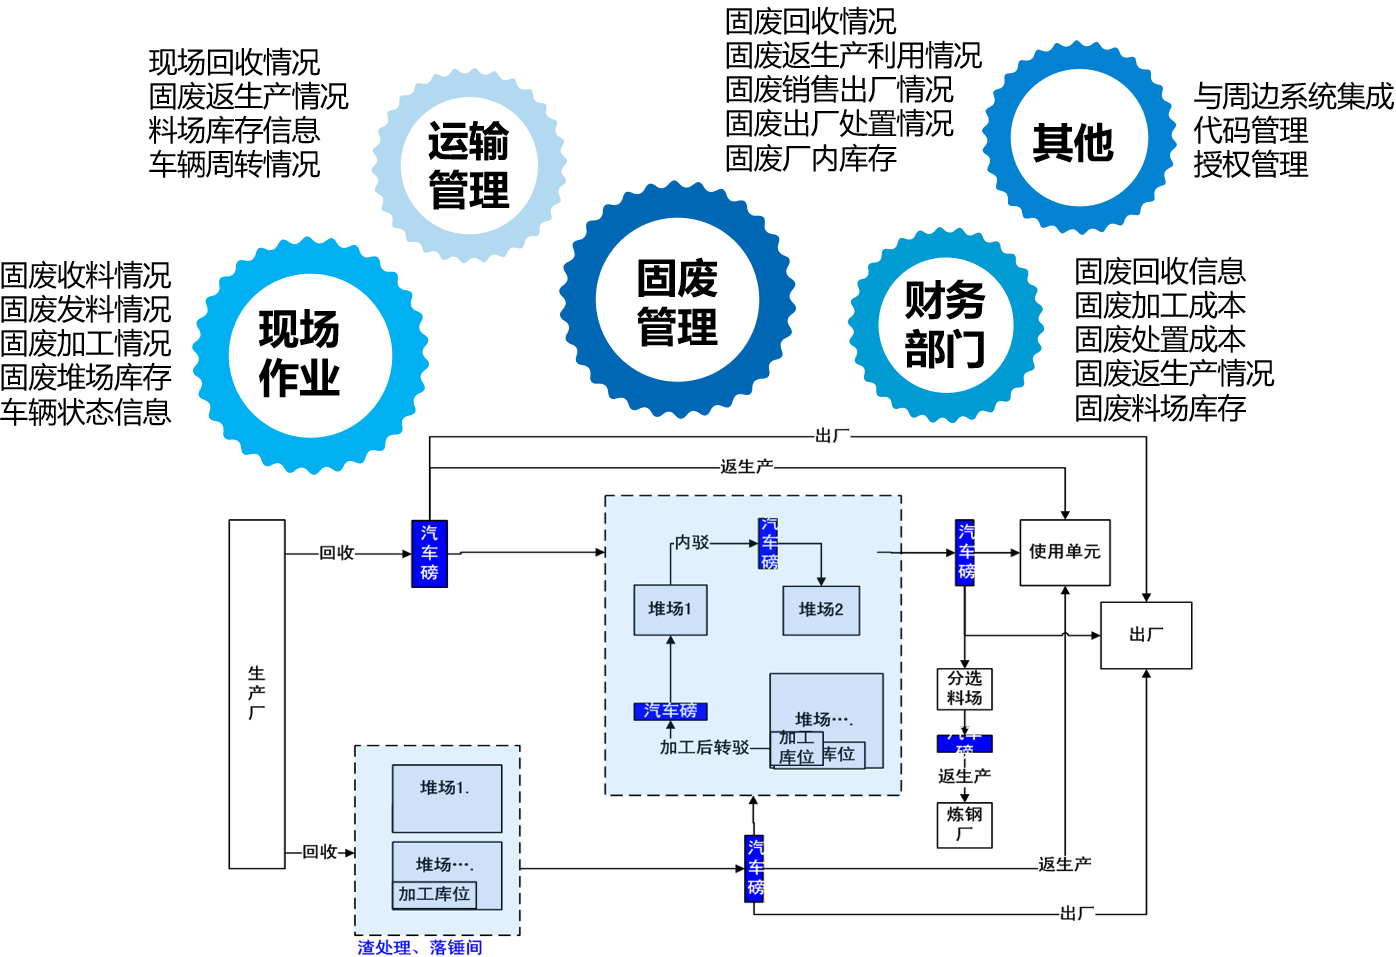 现场回收情况
固废返生产情况
料场库存信息
车辆周转情况
运输
管理
固废回收情况
固废返生产利用情况
固废销售出厂情况
固废出厂处置情况
固废厂内库存
其他
与周边系统集成
代码管理
授权管理
固废收料情况
固废发料情况
固废加工情况
固废堆场库存
车辆状态信息
现场
作业
固废
管理
财务
部门
固废回收信息
固废加工成本
固废处置成本
固废返生产情况
固废料场库存
出厂
返生产
生产厂
回收
汽车磅
内驳
汽车磅
堆场1
堆场2
汽车磅
加工后转驳
堆场….
加工
库位
库位
汽车磅
使用单元
出厂
分选
料场
汽车磅
返生产
炼钢
厂
回收
堆场1.
堆场….
加工库位
渣处理、落锤间
汽车磅
返生产
出厂